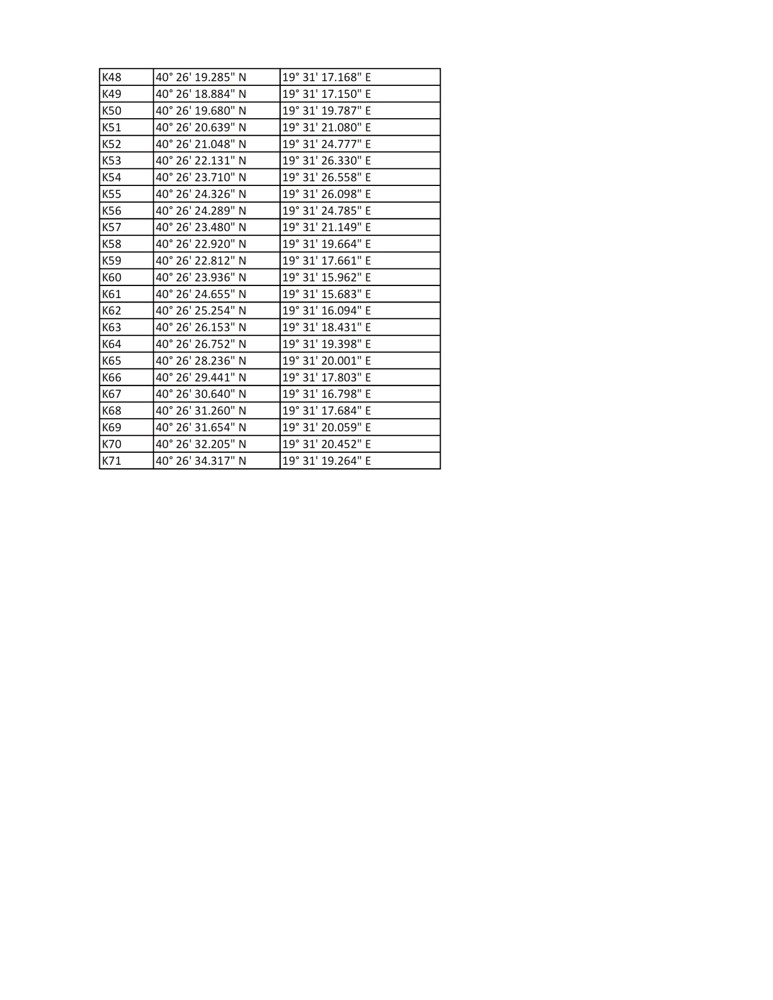 K48 40° 26' 19.285" N 19° 31' 17.168" E
K49 40° 26' 18.884" N 19° 31' 17.150" E
K50 40° 26' 19.680" N 19° 31' 19.787" E
K51 40° 26' 20.639" N 19° 31' 21.080" E
K52 40° 26' 21.048" N 19° 31' 24.777" E
K53 40° 26' 22.131" N 19° 31' 26.330" E
K54 40° 26' 23.710" N 19° 31' 26.558" E
K55 40° 26' 24.326" N 19° 31' 26.098" E
K56 40° 26' 24.289" N 19° 31' 24.785" E
K57 40° 26' 23.480" N 19° 31' 21.149" E
K58 40° 26' 22.920" N 19° 31' 19.664" E
K59 40° 26' 22.812" N 19° 31' 17.661" E
K60 40° 26' 23.936" N 19° 31' 15.962" E
K61 40° 26' 24.655" N 19° 31' 15.683" E
K62 40° 26' 25.254" N 19° 31' 16.094" E
K63 40° 26' 26.153" N 19° 31' 18.431" E
K64 40° 26' 26.752" N 19° 31' 19.398" E
K65 40° 26' 28.236" N 19° 31' 20.001" E
K66 40° 26' 29.441" N 19° 31' 17.803" E
K67 40° 26' 30.640" N 19° 31' 16.798" E
K68 40° 26' 31.260" N 19° 31' 17.684" E
K69 40° 26' 31.654" N 19° 31' 20.059" E
K70 40° 26' 32.205" N 19° 31' 20.452" E
K71 40° 26' 34.317" N 19° 31' 19.264" E